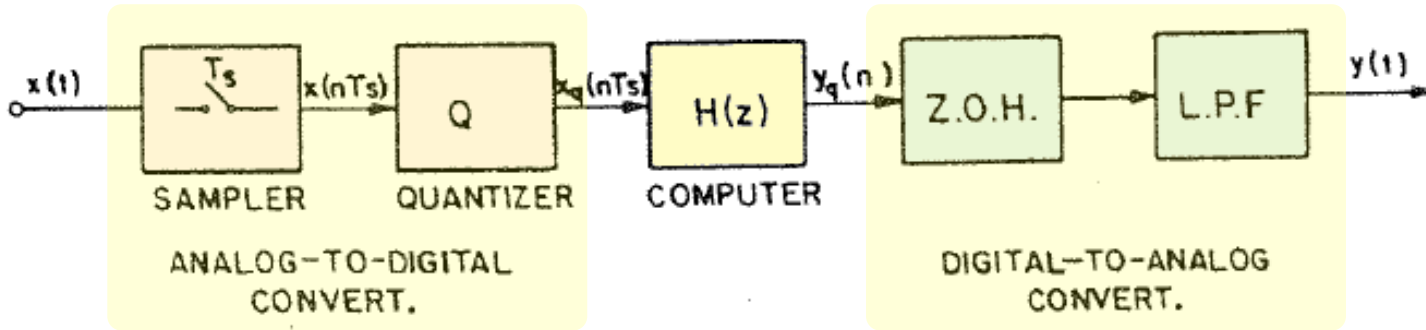 x(t)
Ts
x(nTs)
Q
xq(nTs)
H(z)
yq(n)
Z.O.H.
L.P.F
y(t)
SAMPLER
QUANTIZER
COMPUTER
ANALOG-TO-DIGITAL
CONVERT.
DIGITAL-TO-ANALOG
CONVERT.